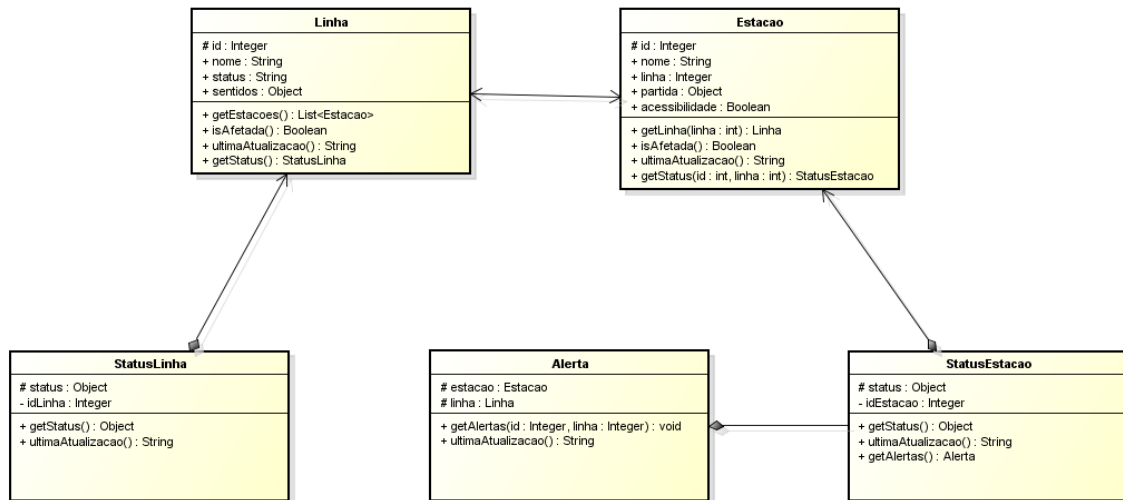 Linha
# id : Integer
+ nome : String
+ status : String
+ sentidos : Object
+ getEstacoes() : List<Estacao>
+ isAfetada() : Boolean
+ ultimaAtualizacao() : String
+ getStatus() : StatusLinha
Estacao
# id : Integer
+ nome : String
+ linha : Integer
+ partida : Object
+ acessibilidade : Boolean
+ getLinha(linha : int) : Linha
+ isAfetada() : Boolean
+ ultimaAtualizacao() : String
+ getStatus(id : int, linha : int) : StatusEstacao
StatusLinha
# status : Object
- idLinha : Integer
+ getStatus() : Object
+ ultimaAtualizacao() : String
Alerta
# estacao : Estacao
# linha : Linha
+ getAlertas(id : Integer, linha : Integer) : void
+ ultimaAtualizacao() : String
StatusEstacao
# status : Object
- idEstacao : Integer
+ getStatus() : Object
+ ultimaAtualizacao() : String
+ getAlertas() : Alerta